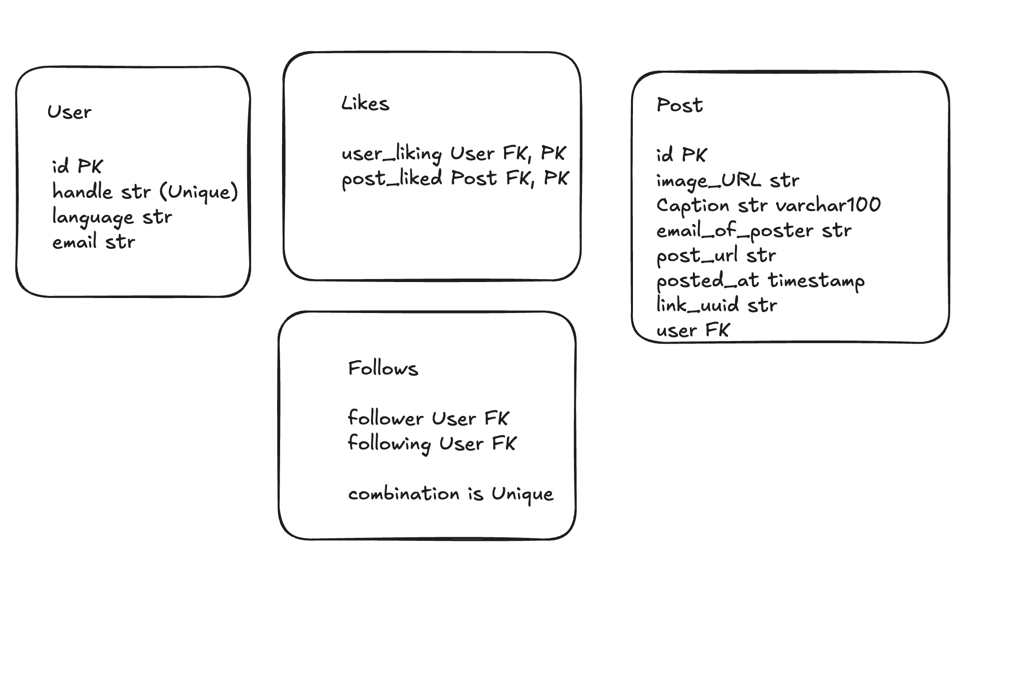 User
id PK
handle str (Unique)
language str
email str
Likes
user_liking User FK, PK
post_liked Post FK, PK
Post
id PK
image_URL str
Caption str varchar100
email_of_poster str
post_url str
posted_at timestamp
link_uuid str
user FK
Follows
follower User FK
following User FK
combination is Unique